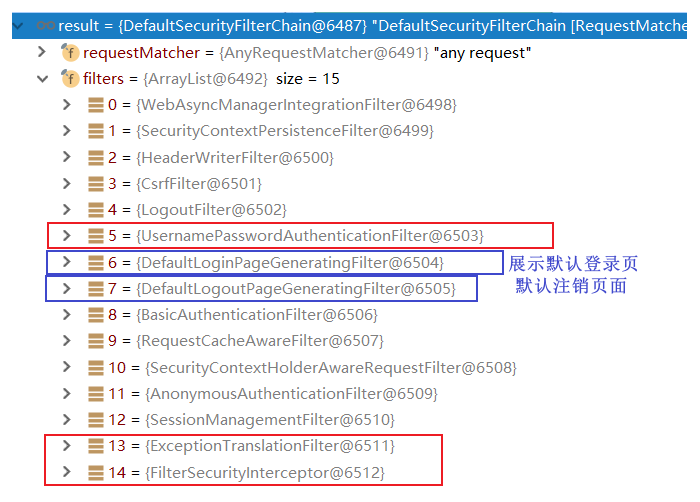 result = {DefaultSecurityFilterChain@6487} "DefaultSecurityFilterChain [RequestMatche
f requestMatcher = {AnyRequestMatcher@6491} "any request"
f filters = {ArrayList@6492} size = 15
0 = {WebAsyncManagerIntegrationFilter@6498}
1 = {SecurityContextPersistenceFilter@6499}
2 = {HeaderWriterFilter@6500}
3 = {CsrfFilter@6501}
4 = {LogoutFilter@6502}
5 = {UsernamePasswordAuthenticationFilter@6503}
6 = {DefaultLoginPageGeneratingFilter@6504} 展示默认登录页
7 = {DefaultLogoutPageGeneratingFilter@6505} 默认注销页面
8 = {BasicAuthenticationFilter@6506}
9 = {RequestCacheAwareFilter@6507}
10 = {SecurityContextHolderAwareRequestFilter@6508}
11 = {AnonymousAuthenticationFilter@6509}
12 = {SessionManagementFilter@6510}
13 = {ExceptionTranslationFilter@6511}
14 = {FilterSecurityInterceptor@6512}